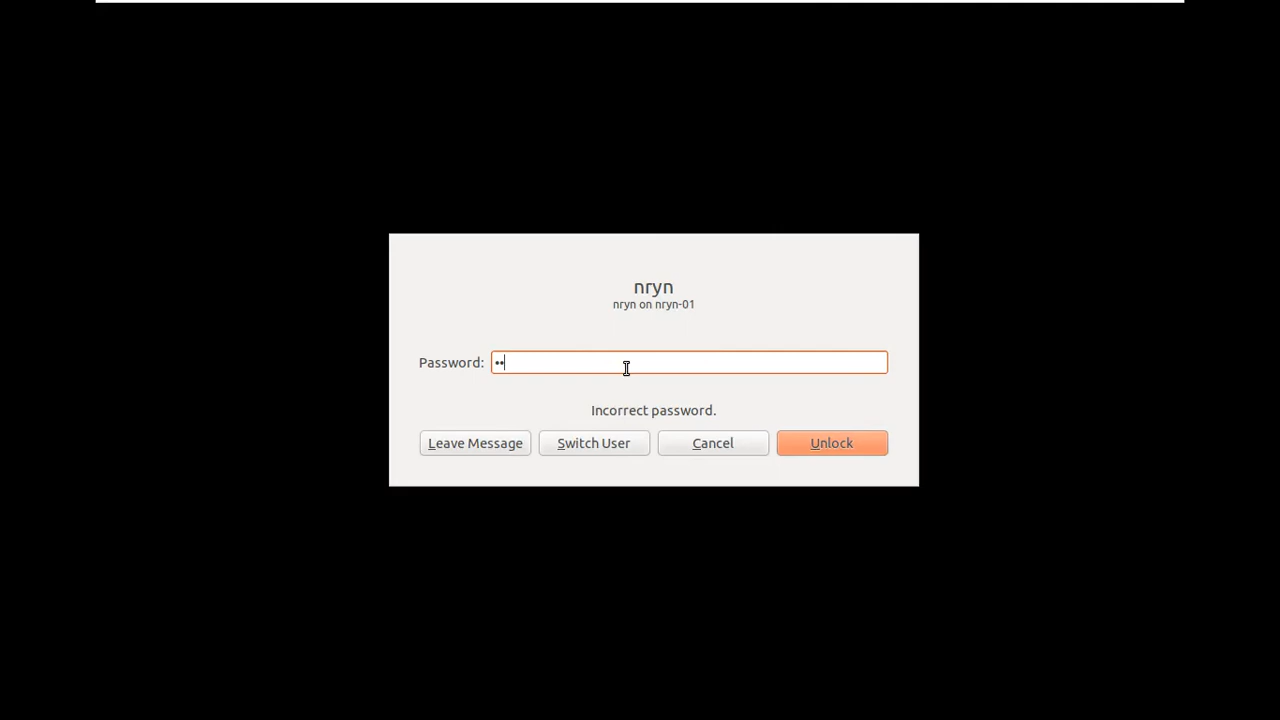 nryn
nryn on nryn-01
Password: ••
Incorrect password.
Leave Message Switch User Cancel Unlock